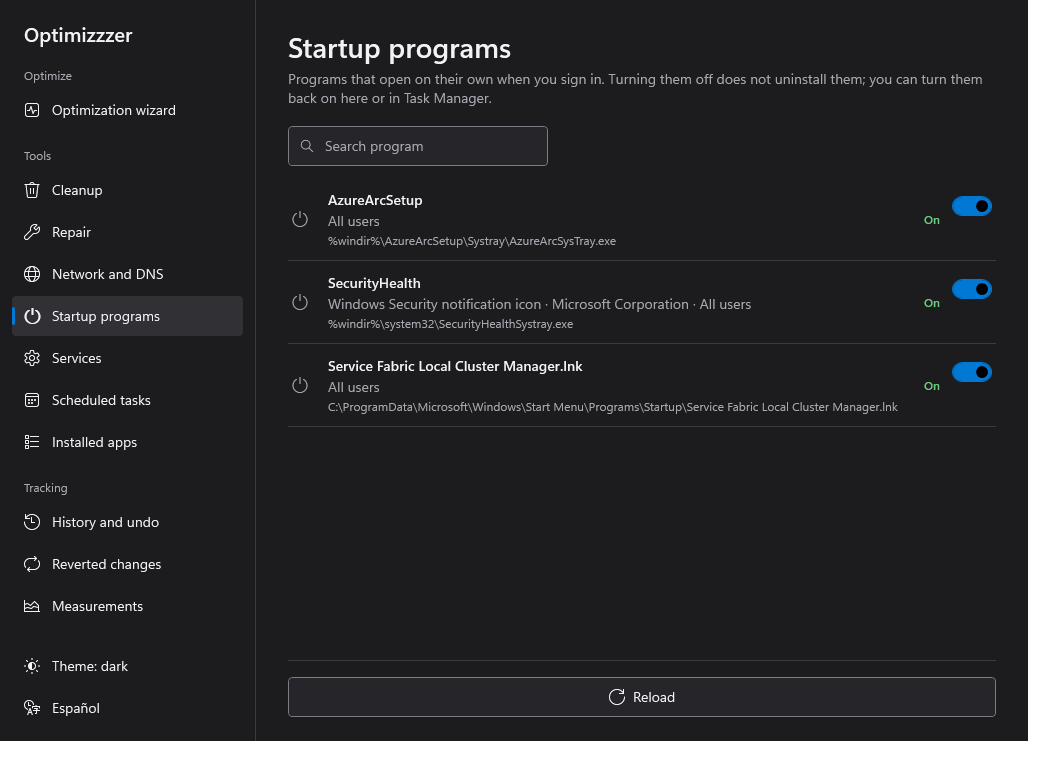 Optimizzzer
Optimize
Optimization wizard
Tools
Cleanup
Repair
Network and DNS
Startup programs
Services
Scheduled tasks
Installed apps
Tracking
History and undo
Reverted changes
Measurements
Theme: dark
Español
Startup programs
Programs that open on their own when you sign in. Turning them off does not uninstall them; you can turn them
back on here or in Task Manager.
Search program
AzureArcSetup
All users
%windir%\AzureArcSetup\Systray\AzureArcSysTray.exe
On
SecurityHealth
Windows Security notification icon · Microsoft Corporation · All users
%windir%\system32\SecurityHealthSystray.exe
On
Service Fabric Local Cluster Manager.lnk
All users
C:\ProgramData\Microsoft\Windows\Start Menu\Programs\Startup\Service Fabric Local Cluster Manager.lnk
On
Reload